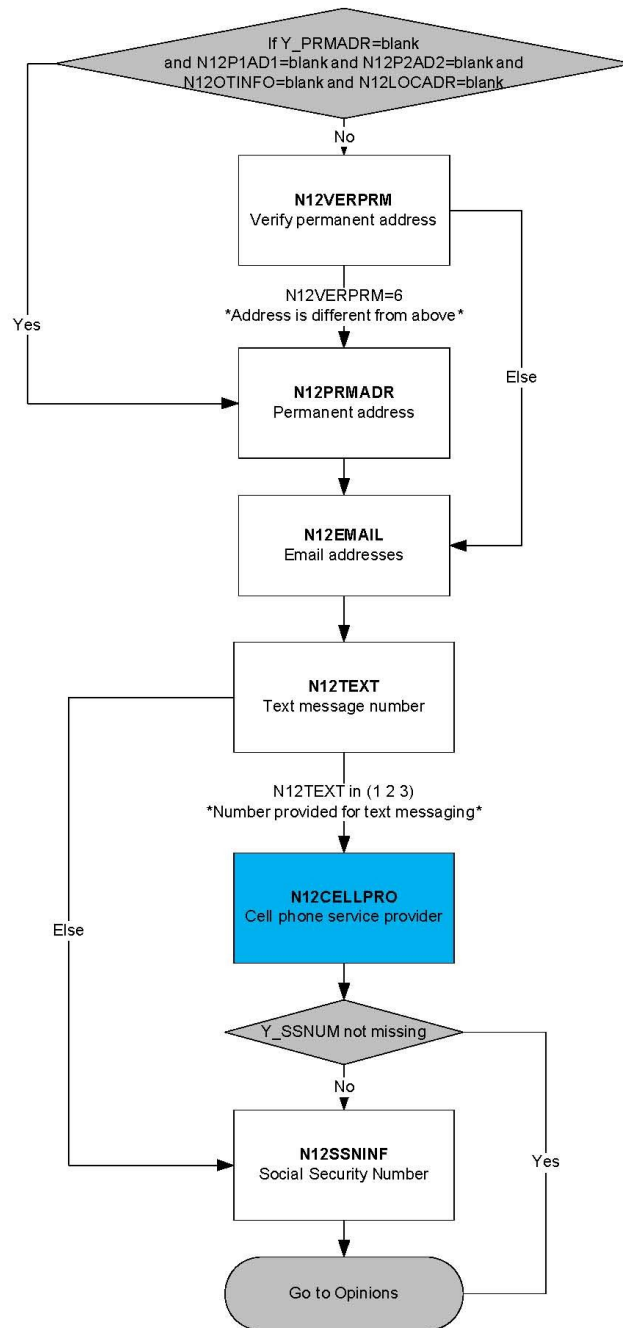 If Y_PRMADR=blank
and N12P1AD1=blank and N12P2AD2=blank and
N12OTINFO=blank and N12LOCADR=blank
No
N12VERPRM
Verify permanent address
N12VERPRM=6
*Address is different from above*
Yes
N12PRMADR
Permanent address
Else
N12EMAIL
Email addresses
N12TEXT
Text message number
N12TEXT in (1 2 3)
*Number provided for text messaging*
N12CELLPRO
Cell phone service provider
Else
Y_SSNUM not missing
No
N12SSNINF
Social Security Number
Yes
Go to Opinions